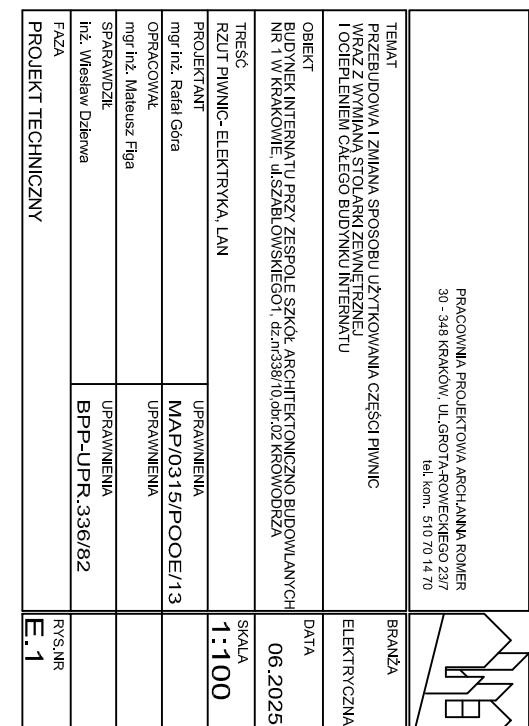 PRACOWNIA PROJEKTOWA ARCH.ANNA ROMER
30 - 348 KRAKÓW, UL.GROTA-ROWECKIEGO 23/7
tel. kom. 510 70 14 70
TEMAT
PRZEBUDOWA I ZMIANA SPOSOBU UŻYTKOWANIA CZĘŚCI PIWNIC
WRAZ Z WYMIANĄ STOLARKI ZEWNĘTRZNEJ
I OCIEPLENIEM CAŁEGO BUDYNKU INTERNATU
BRANŻA
ELEKTRYCZNA
OBIEKT
BUDYNEK INTERNATU PRZY ZESPOLE SZKÓŁ ARCHITEKTONICZNO BUDOWLANYCH
NR 1 W KRAKOWIE, ul.SZABLOWSKIEGO1, dz.nr338/10,obr.02 KROWODRZA
DATA
06.2025
TREŚĆ
RZUT PIWNIC- ELEKTRYKA, LAN
SKALA
1:100
PROJEKTANT
mgr inż. Rafał Góra
UPRAWNIENIA
MAP/0315/POOE/13
OPRACOWAŁ
mgr inż. Mateusz Figa
UPRAWNIENIA
SPARAWDZIŁ
inż. Wiesław Dzierwa
UPRAWNIENIA
BPP-UPR.336/82
FAZA
PROJEKT TECHNICZNY
RYS.NR
E.1